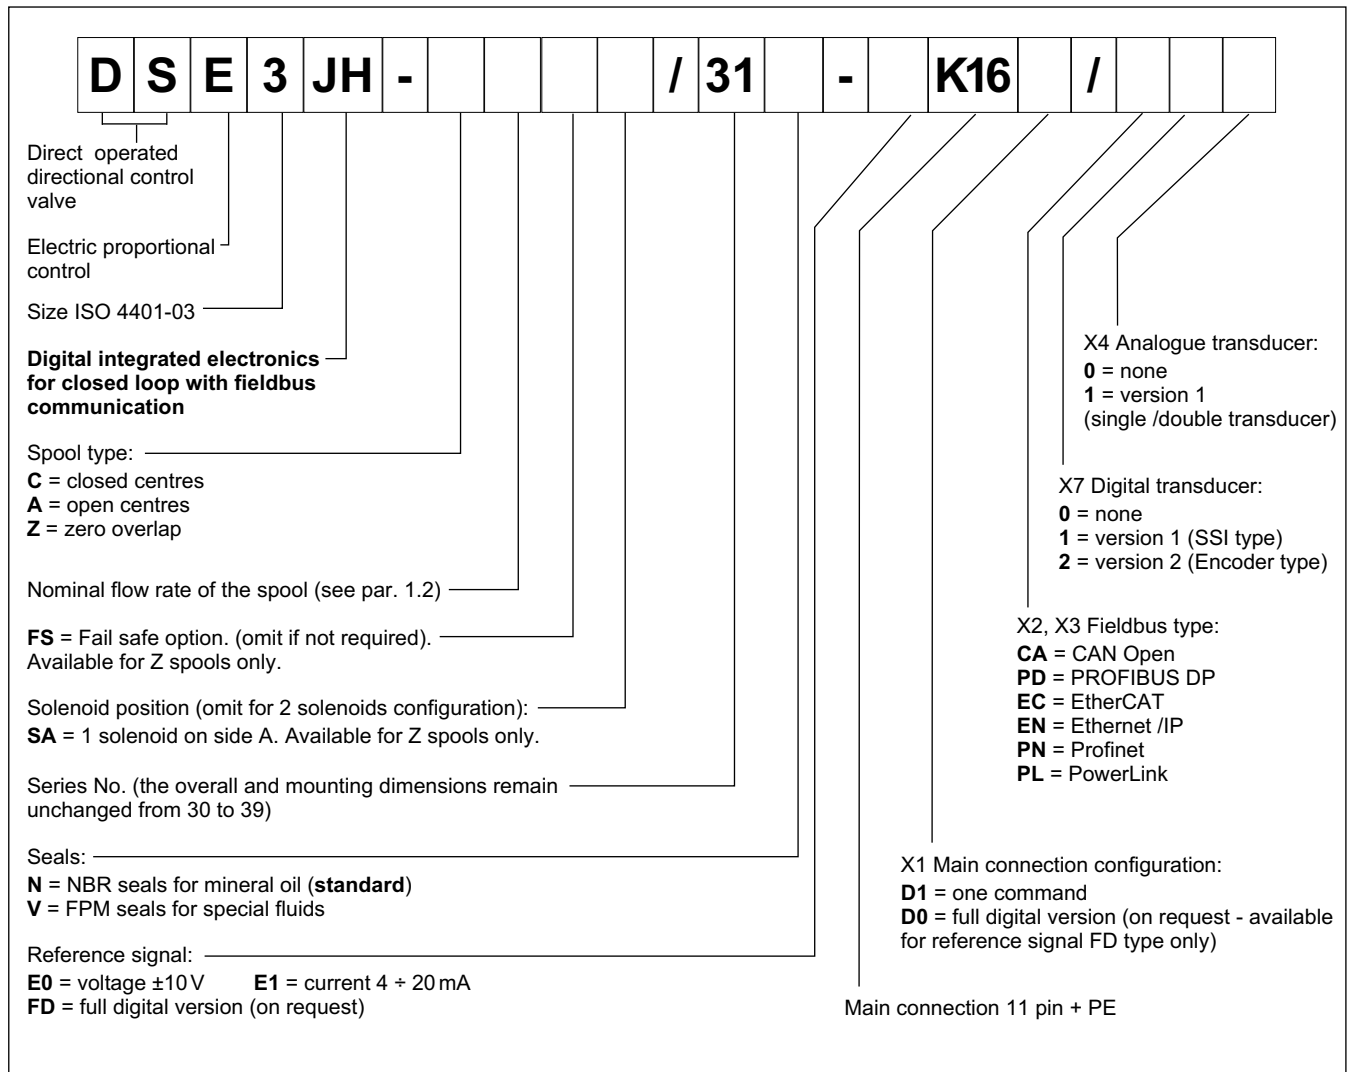 D S E 3 JH - / 31 - K16 /
Direct operated
directional control
valve
Electric proportional
control
Size ISO 4401-03
Digital integrated electronics
for closed loop with fieldbus
communication
Spool type:
C = closed centres
A = open centres
Z = zero overlap
Nominal flow rate of the spool (see par. 1.2)
FS = Fail safe option. (omit if not required).
Available for Z spools only.
Solenoid position (omit for 2 solenoids configuration):
SA = 1 solenoid on side A. Available for Z spools only.
Series No. (the overall and mounting dimensions remain
unchanged from 30 to 39)
Seals:
N = NBR seals for mineral oil (standard)
V = FPM seals for special fluids
Reference signal:
E0 = voltage ±10 V E1 = current 4 ÷ 20 mA
FD = full digital version (on request)
X4 Analogue transducer:
0 = none
1 = version 1
(single /double transducer)
X7 Digital transducer:
0 = none
1 = version 1 (SSI type)
2 = version 2 (Encoder type)
X2, X3 Fieldbus type:
CA = CAN Open
PD = PROFIBUS DP
EC = EtherCAT
EN = Ethernet /IP
PN = Profinet
PL = PowerLink
X1 Main connection configuration:
D1 = one command
D0 = full digital version (on request - available
for reference signal FD type only)
Main connection 11 pin + PE